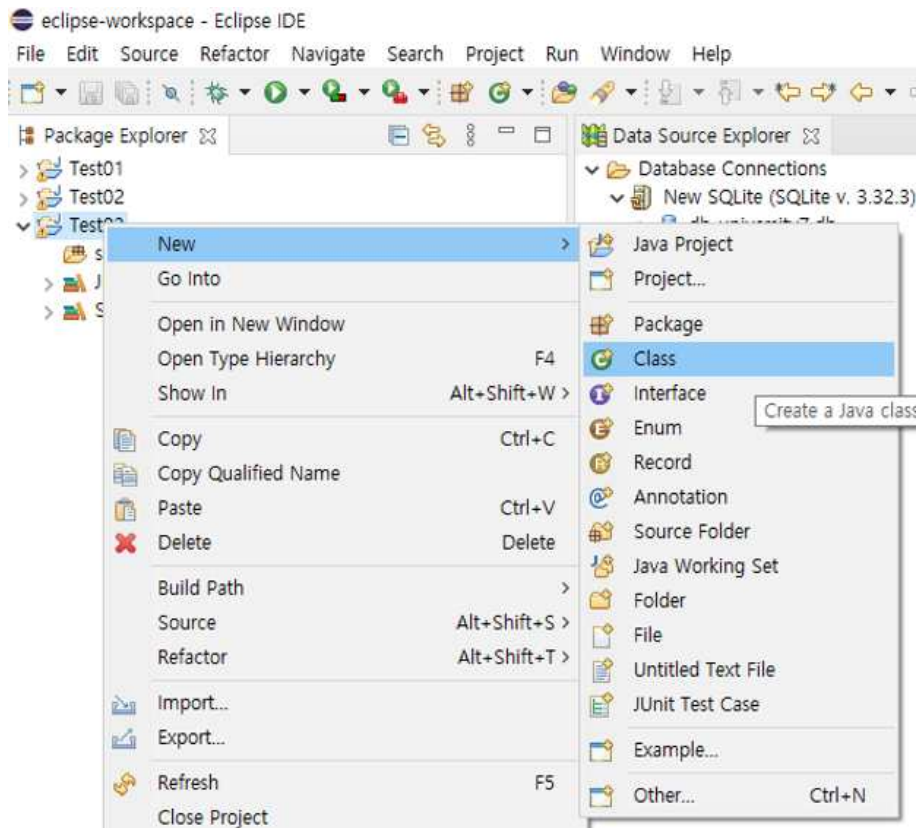 eclipse-workspace - Eclipse IDE
File Edit Source Refactor Navigate Search Project Run Window Help
Package Explorer
Data Source Explorer
Test01
Database Connections
Test02
New SQLite (SQLite v. 3.32.3)
New
Java Project
Go Into
Project...
Open in New Window
Package
Open Type Hierarchy F4
Class
Show In Alt+Shift+W >
Interface
Create a Java class
Copy Ctrl+C
Enum
Copy Qualified Name
Record
Paste Ctrl+V
Annotation
Delete Delete
Source Folder
Java Working Set
Build Path >
Folder
Source Alt+Shift+S >
File
Refactor Alt+Shift+T >
Untitled Text File
Import...
JUnit Test Case
Export...
Example...
Refresh F5
Other... Ctrl+N
Close Project